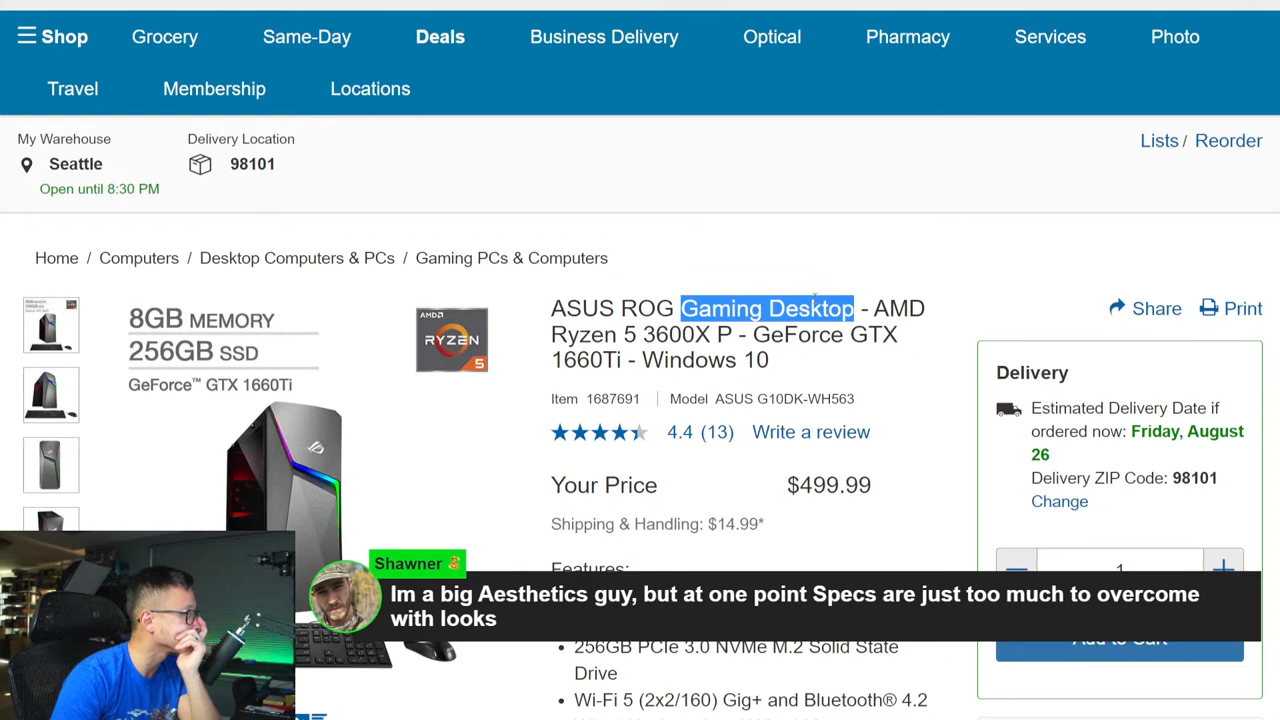 Shop
Grocery
Same-Day
Deals
Business Delivery
Optical
Pharmacy
Services
Photo
Travel
Membership
Locations
My Warehouse
Seattle
Open until 8:30 PM
Delivery Location
98101
Lists / Reorder
Home / Computers / Desktop Computers & PCs / Gaming PCs & Computers
8GB MEMORY
256GB SSD
GeForce™ GTX 1660Ti
AMD
RYZEN
5
ASUS ROG Gaming Desktop - AMD
Ryzen 5 3600X P - GeForce GTX
1660Ti - Windows 10
Item 1687691 | Model ASUS G10DK-WH563
4.4 (13) Write a review
Your Price $499.99
Shipping & Handling: $14.99*
Features:
256GB PCIe 3.0 NVMe M.2 Solid State
Drive
Wi-Fi 5 (2x2/160) Gig+ and Bluetooth® 4.2
Share
Print
Delivery
Estimated Delivery Date if
ordered now: Friday, August
26
Delivery ZIP Code: 98101
Change
1
Add to Cart
Shawner
Im a big Aesthetics guy, but at one point Specs are just too much to overcome
with looks